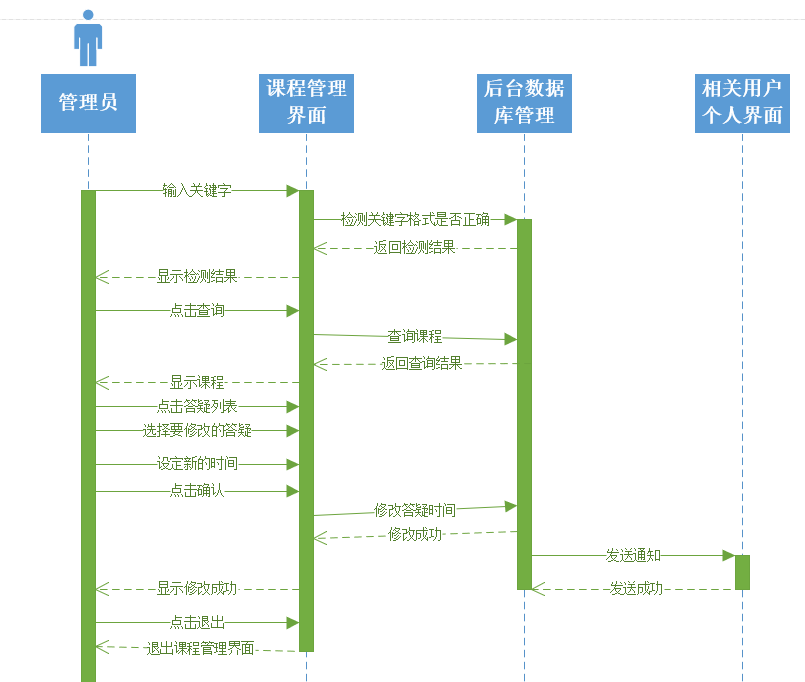 管理员
课程管理
界面
后台数据
库管理
相关用户
个人界面
输入关键字
检测关键字格式是否正确
返回检测结果
显示检测结果
点击查询
查询课程
返回查询结果
显示课程
点击答疑列表
选择要修改的答疑
设定新的时间
点击确认
修改答疑时间
修改成功
发送通知
显示修改成功
发送成功
点击退出
退出课程管理界面